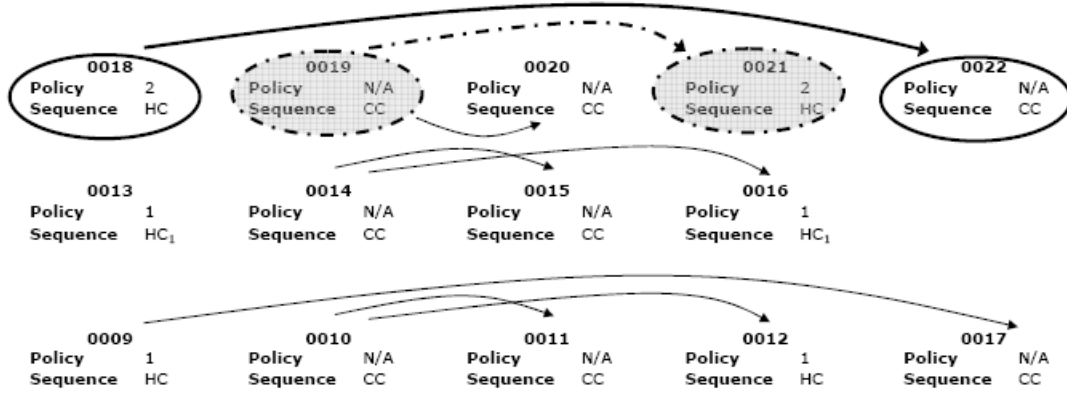 0018 0019 0020 0021 0022
Policy 2 Policy N/A Policy N/A Policy 2 Policy N/A
Sequence HC Sequence CC Sequence CC Sequence HC Sequence CC
0013 0014 0015 0016
Policy 1 Policy N/A Policy N/A Policy 1
Sequence HC₁ Sequence CC Sequence CC Sequence HC₁
0009 0010 0011 0012 0017
Policy 1 Policy N/A Policy N/A Policy 1 Policy N/A
Sequence HC Sequence CC Sequence CC Sequence HC Sequence CC